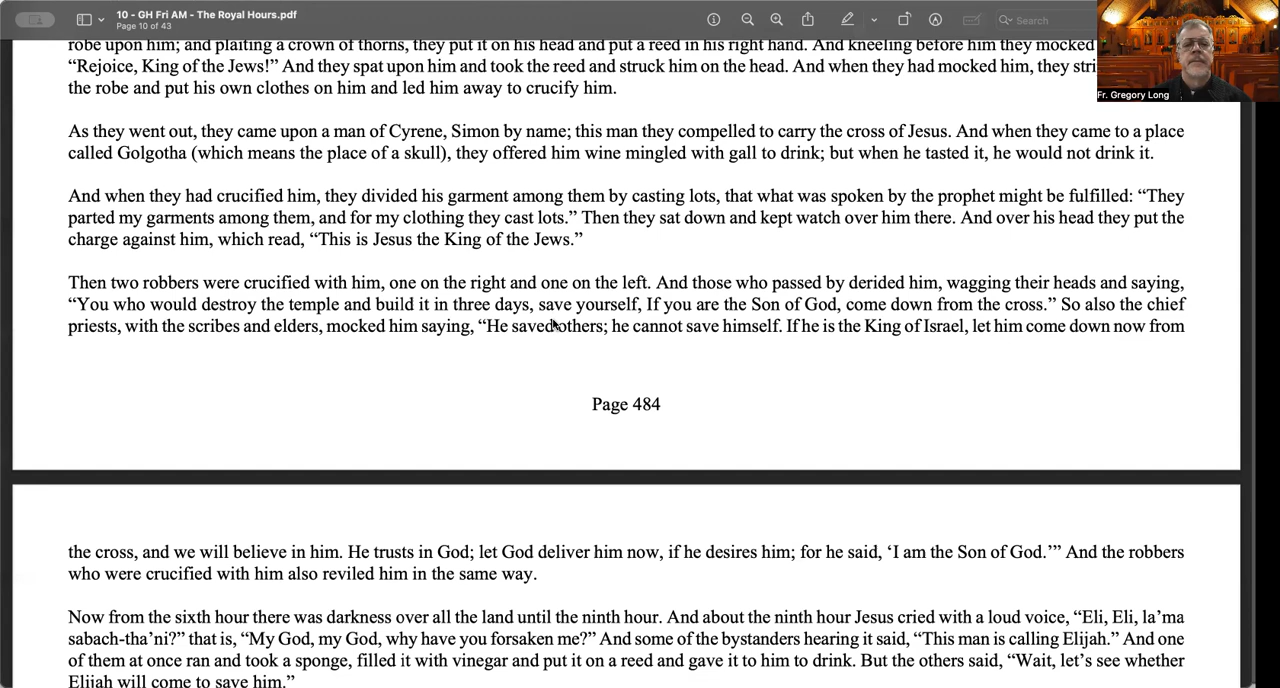 10 - GH Fri AM - The Royal Hours.pdf
Page 10 of 43
Search
Fr. Gregory Long
robe upon him; and plaiting a crown of thorns, they put it on his head and put a reed in his right hand. And kneeling before him they mocked
“Rejoice, King of the Jews!” And they spat upon him and took the reed and struck him on the head. And when they had mocked him, they stri
the robe and put his own clothes on him and led him away to crucify him.
As they went out, they came upon a man of Cyrene, Simon by name; this man they compelled to carry the cross of Jesus. And when they came to a place
called Golgotha (which means the place of a skull), they offered him wine mingled with gall to drink; but when he tasted it, he would not drink it.
And when they had crucified him, they divided his garment among them by casting lots, that what was spoken by the prophet might be fulfilled: “They
parted my garments among them, and for my clothing they cast lots.” Then they sat down and kept watch over him there. And over his head they put the
charge against him, which read, “This is Jesus the King of the Jews.”
Then two robbers were crucified with him, one on the right and one on the left. And those who passed by derided him, wagging their heads and saying,
“You who would destroy the temple and build it in three days, save yourself, If you are the Son of God, come down from the cross.” So also the chief
priests, with the scribes and elders, mocked him saying, “He saved others; he cannot save himself. If he is the King of Israel, let him come down now from
Page 484
the cross, and we will believe in him. He trusts in God; let God deliver him now, if he desires him; for he said, ‘I am the Son of God.’” And the robbers
who were crucified with him also reviled him in the same way.
Now from the sixth hour there was darkness over all the land until the ninth hour. And about the ninth hour Jesus cried with a loud voice, “Eli, Eli, la’ma
sabach-tha’ni?” that is, “My God, my God, why have you forsaken me?” And some of the bystanders hearing it said, “This man is calling Elijah.” And one
of them at once ran and took a sponge, filled it with vinegar and put it on a reed and gave it to him to drink. But the others said, “Wait, let’s see whether
Elijah will come to save him.”